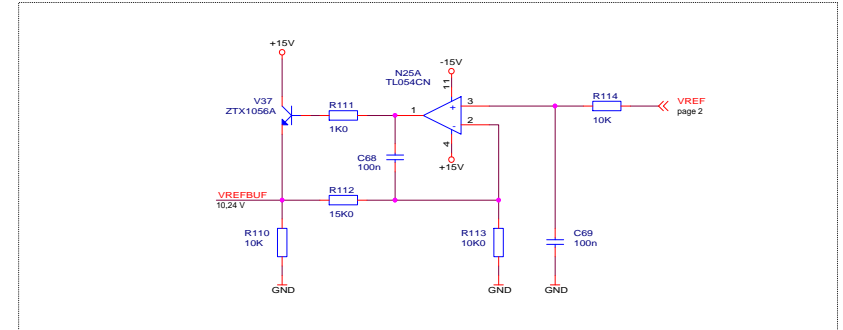 +15V
-15V
N25A
TL054CN
11
V37
ZTX1056A
R111
1K0
1
3
+
2
-
4
+15V
R114
10K
VREF
page 2
C68
100n
VREFBUF
10,24 V
R112
15K0
R110
10K
R113
10K0
C69
100n
GND
GND
GND